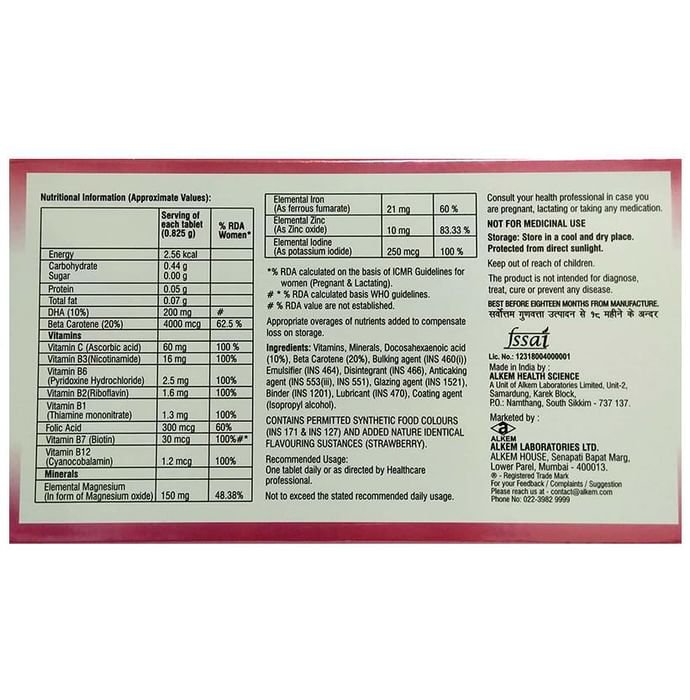 Nutritional Information (Approximate Values):
Serving of each tablet (0.825 g) % RDA Women*
Energy 2.56 kcal
Carbohydrate 0.44 g
Sugar 0.00 g
Protein 0.05 g
Total fat 0.07 g
DHA (10%) 200 mg #
Beta Carotene (20%) 4000 mcg 62.5 %
Vitamins
Vitamin C (Ascorbic acid) 60 mg 100 %
Vitamin B3(Nicotinamide) 16 mg 100%
Vitamin B6
(Pyridoxine Hydrochloride) 2.5 mg 100%
Vitamin B2(Riboflavin) 1.6 mg 100%
Vitamin B1
(Thiamine mononitrate) 1.3 mg 100%
Folic Acid 300 mcg 60%
Vitamin B7 (Biotin) 30 mcg 100%#*
Vitamin B12
(Cyanocobalamin) 1.2 mcg 100%
Minerals
Elemental Magnesium
(In form of Magnesium oxide) 150 mg 48.38%
Elemental Iron
(As ferrous fumarate) 21 mg 60 %
Elemental Zinc
(As Zinc oxide) 10 mg 83.33 %
Elemental Iodine
(As potassium iodide) 250 mcg 100 %
*% RDA calculated on the basis of ICMR Guidelines for
women (Pregnant & Lactating).
# * % RDA calculated basis WHO guidelines.
# % RDA value are not established.
Appropriate overages of nutrients added to compensate
loss on storage.
Ingredients: Vitamins, Minerals, Docosahexaenoic acid
(10%), Beta Carotene (20%), Bulking agent (INS 460(i))
Emulsifier (INS 464), Disintegrant (INS 466), Anticaking
agent (INS 553(iii), INS 551), Glazing agent (INS 1521),
Binder (INS 1201), Lubricant (INS 470), Coating agent
(Isopropyl alcohol).
CONTAINS PERMITTED SYNTHETIC FOOD COLOURS
(INS 171 & INS 127) AND ADDED NATURE IDENTICAL
FLAVOURING SUSTANCES (STRAWBERRY).
Recommended Usage:
One tablet daily or as directed by Healthcare
professional.
Not to exceed the stated recommended daily usage.
Consult your health professional in case you
are pregnant, lactating or taking any medication.
NOT FOR MEDICINAL USE
Storage: Store in a cool and dry place.
Protected from direct sunlight.
Keep out of reach of children.
The product is not intended for diagnose,
treat, cure or prevent any disease.
BEST BEFORE EIGHTEEN MONTHS FROM MANUFACTURE.
सर्वोत्तम गुणवत्ता उत्पादन से १८ महीने के अन्दर
fssai
Lic. No.: 12318004000001
Made in India by :
ALKEM HEALTH SCIENCE
A Unit of Alkem Laboratories Limited, Unit-2,
Samardung, Karek Block,
P.O.: Namthang, South Sikkim - 737 137.
Marketed by :
ALKEM
ALKEM LABORATORIES LTD.
ALKEM HOUSE, Senapati Bapat Marg,
Lower Parel, Mumbai - 400013.
® - Registered Trade Mark
For your Feedback / Complaints / Suggestion
Please reach us at - contact@alkem.com
Phone No: 022-3982 9999